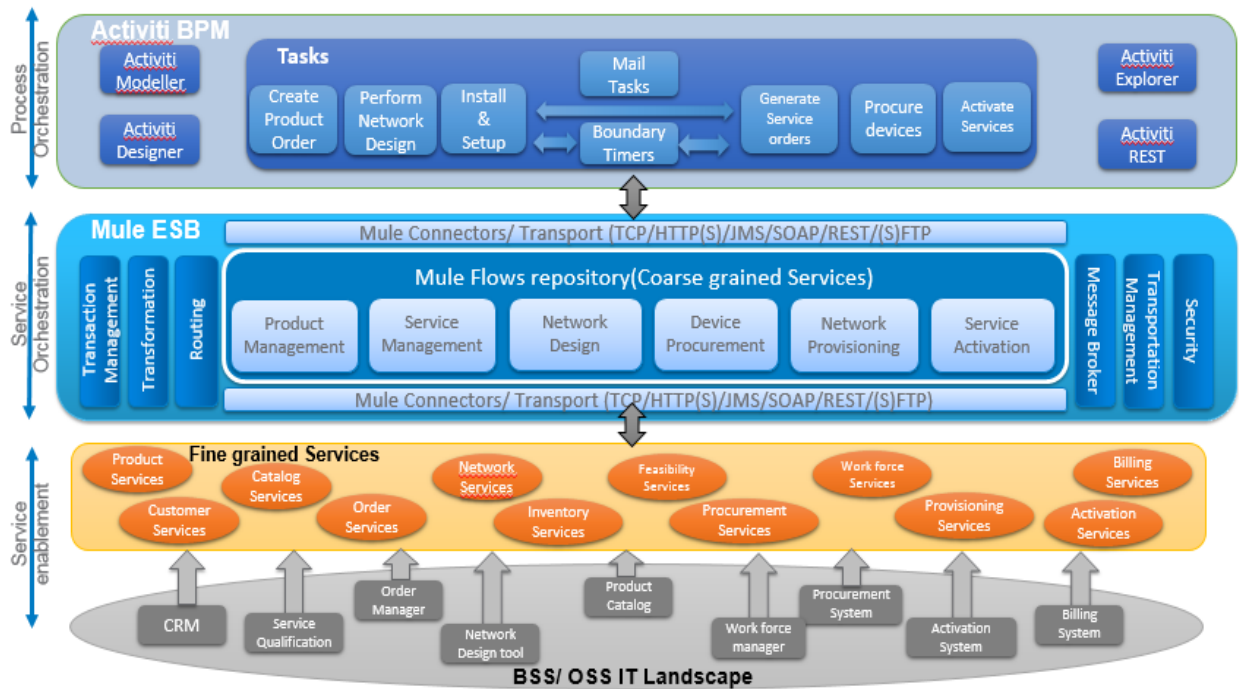 Process
Orchestration
Activiti BPM
Activiti
Modeller
Activiti
Designer
Tasks
Create
Product
Order
Perform
Network
Design
Install
&
Setup
Mail
Tasks
Boundary
Timers
Generate
Service
orders
Procure
devices
Activate
Services
Activiti
Explorer
Activiti
REST
Service
Orchestration
Mule ESB
Mule Connectors/ Transport (TCP/HTTP(S)/JMS/SOAP/REST/(S)FTP
Transaction
Management
Transformation
Routing
Mule Flows repository(Coarse grained Services)
Product
Management
Service
Management
Network
Design
Device
Procurement
Network
Provisioning
Service
Activation
Message Broker
Transportation
Management
Security
Mule Connectors/ Transport (TCP/HTTP(S)/JMS/SOAP/REST/(S)FTP)
Service
enablement
Fine grained Services
Product
Services
Customer
Services
Catalog
Services
Order
Services
Network
Services
Inventory
Services
Feasibility
Services
Procurement
Services
Work force
Services
Provisioning
Services
Billing
Services
Activation
Services
CRM
Service
Qualification
Order
Manager
Network
Design tool
Product
Catalog
Work force
manager
Procurement
System
Activation
System
Billing
System
BSS/ OSS IT Landscape